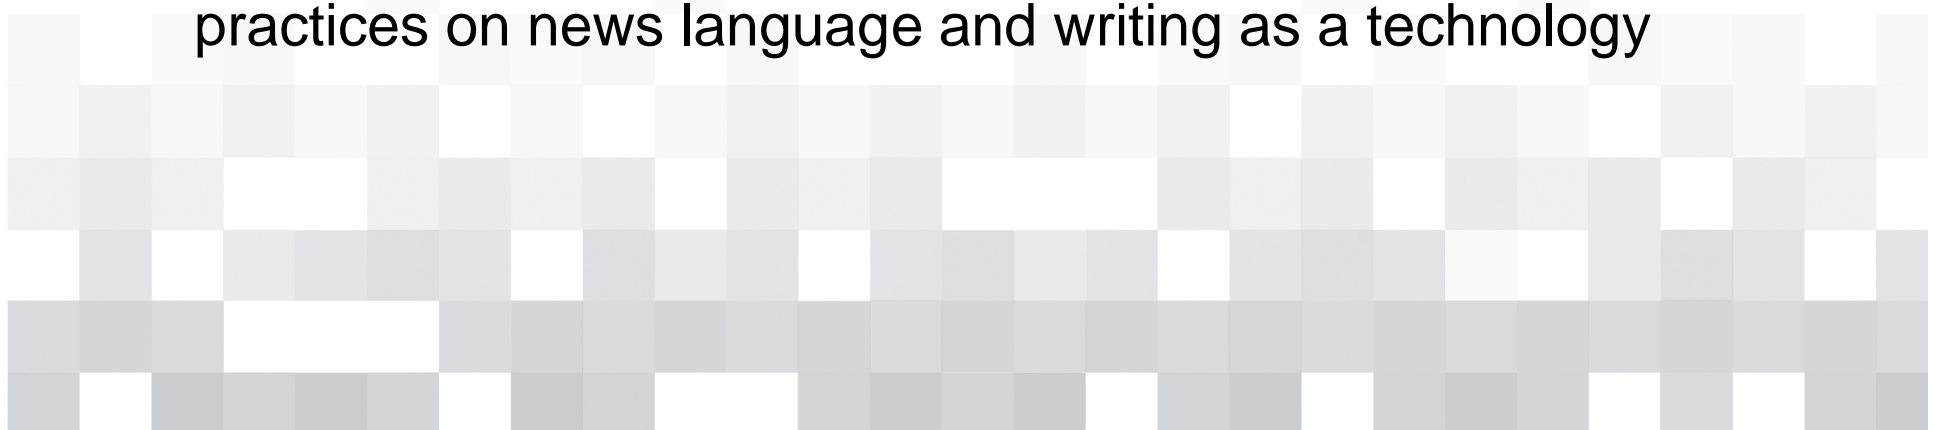 practices on news language and writing as a technology